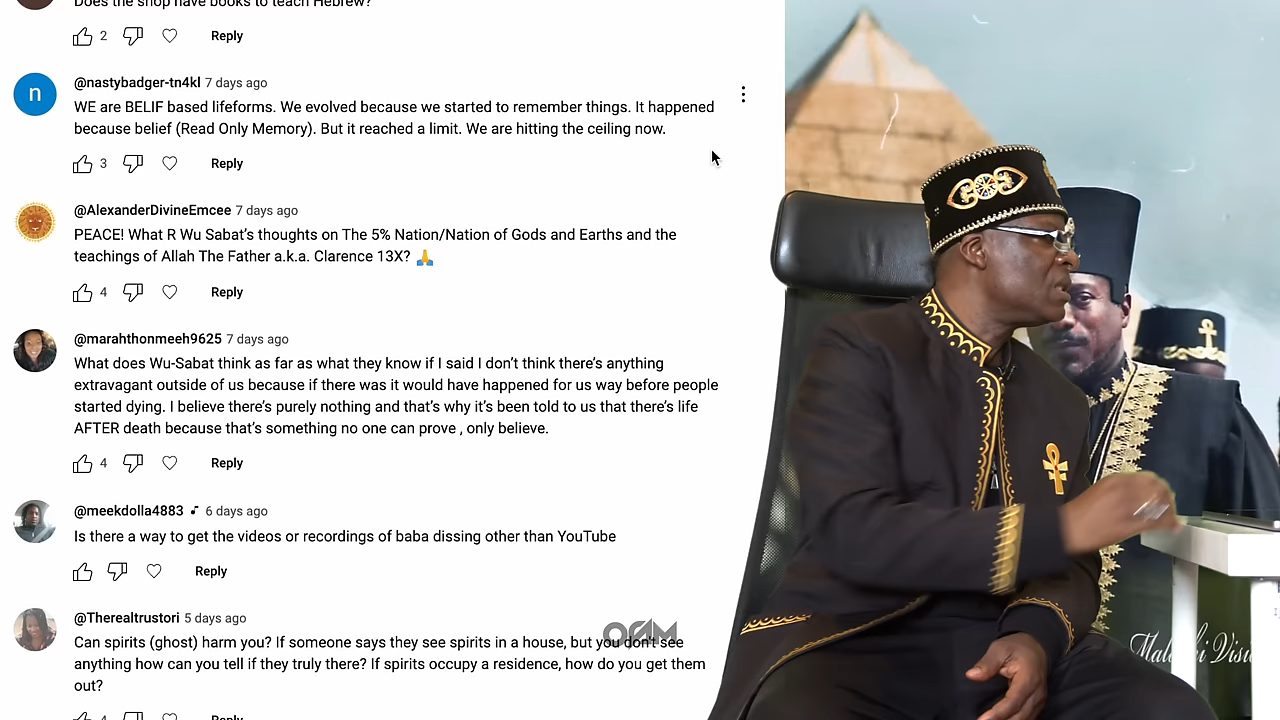 Does the shop have books to teach Hebrew?
2 Reply
@nastybadger-tn4kl 7 days ago
WE are BELIF based lifeforms. We evolved because we started to remember things. It happened
because belief (Read Only Memory). But it reached a limit. We are hitting the ceiling now.
3 Reply
@AlexanderDivineEmcee 7 days ago
PEACE! What R Wu Sabat's thoughts on The 5% Nation/Nation of Gods and Earths and the
teachings of Allah The Father a.k.a. Clarence 13X? 🙏
4 Reply
@marahthonmeeh9625 7 days ago
What does Wu-Sabat think as far as what they know if I said I don't think there's anything
extravagant outside of us because if there was it would have happened for us way before people
started dying. I believe there's purely nothing and that's why it's been told to us that there's life
AFTER death because that's something no one can prove , only believe.
4 Reply
@meekdolla4883 6 days ago
Is there a way to get the videos or recordings of baba dissing other than YouTube
Reply
@Therealtrustori 5 days ago
Can spirits (ghost) harm you? If someone says they see spirits in a house, but you don't see
anything how can you tell if they truly there? If spirits occupy a residence, how do you get them
out?
4 Reply
n